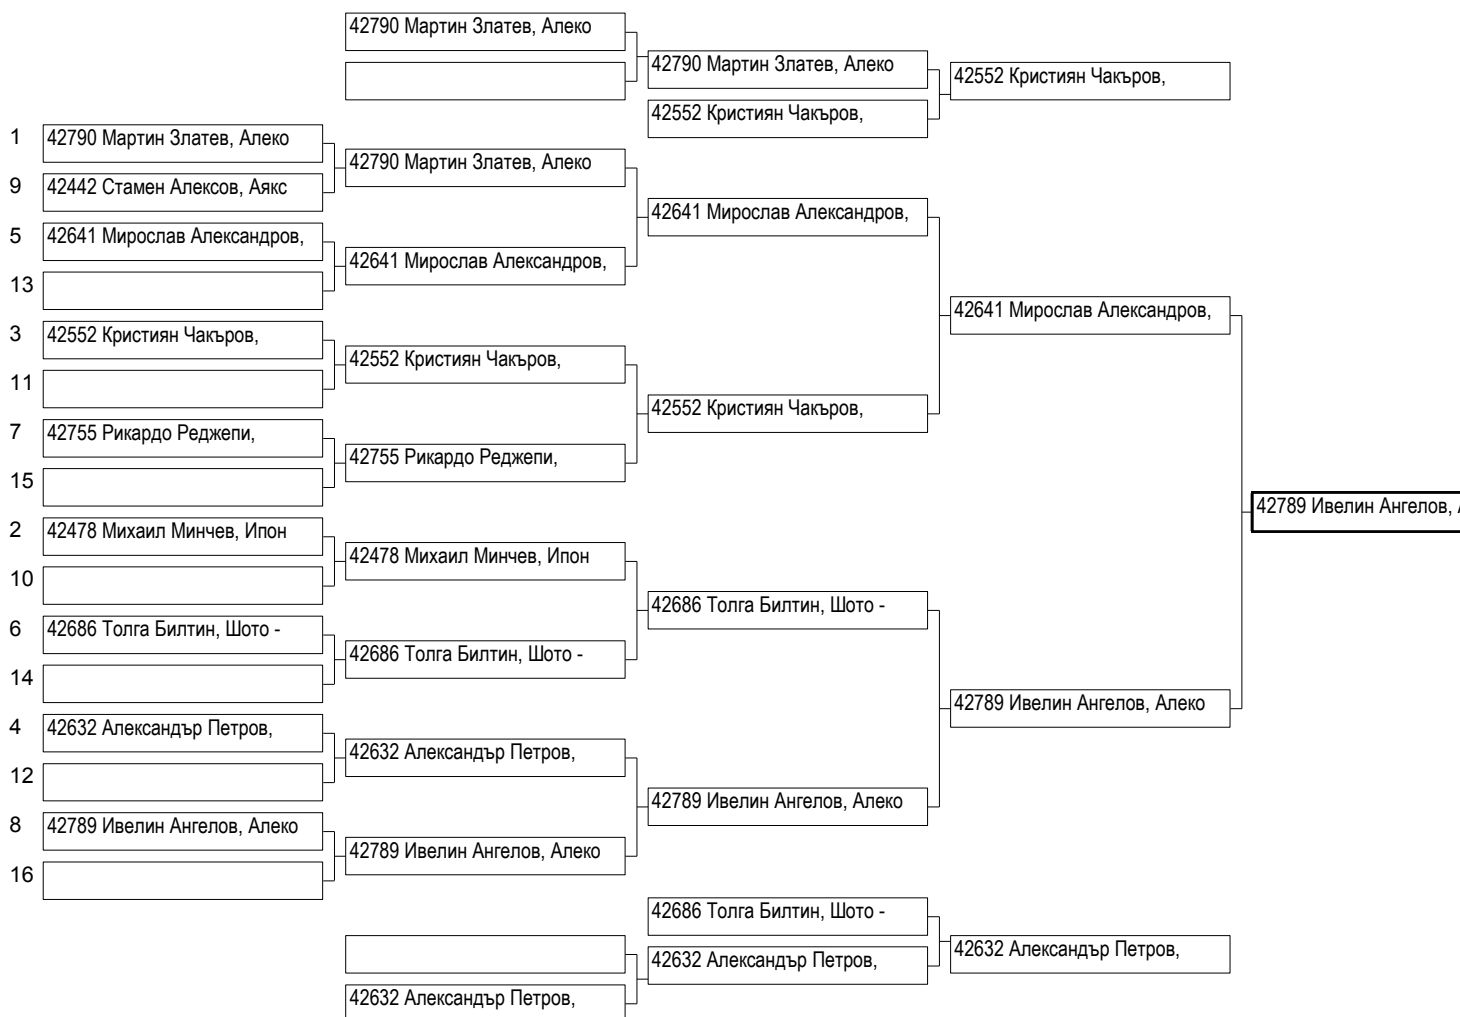 42790 Мартин Златев, Алеко
42790 Мартин Златев, Алеко
42552 Кристиян Чакъров,
42552 Кристиян Чакъров,
1 42790 Мартин Златев, Алеко
42790 Мартин Златев, Алеко
9 42442 Стамен Алексов, Аякс
42641 Мирослав Александров,
5 42641 Мирослав Александров,
42641 Мирослав Александров,
13
42641 Мирослав Александров,
3 42552 Кристиян Чакъров,
42552 Кристиян Чакъров,
11
42552 Кристиян Чакъров,
7 42755 Рикардо Реджепи,
42755 Рикардо Реджепи,
15
42789 Ивелин Ангелов,
2 42478 Михаил Минчев, Ипон
42478 Михаил Минчев, Ипон
10
42686 Толга Билтин, Шото -
6 42686 Толга Билтин, Шото -
42686 Толга Билтин, Шото -
14
42789 Ивелин Ангелов, Алеко
4 42632 Александър Петров,
42632 Александър Петров,
12
42789 Ивелин Ангелов, Алеко
8 42789 Ивелин Ангелов, Алеко
42789 Ивелин Ангелов, Алеко
16
42686 Толга Билтин, Шото -
42632 Александър Петров,
42632 Александър Петров,
42632 Александър Петров,